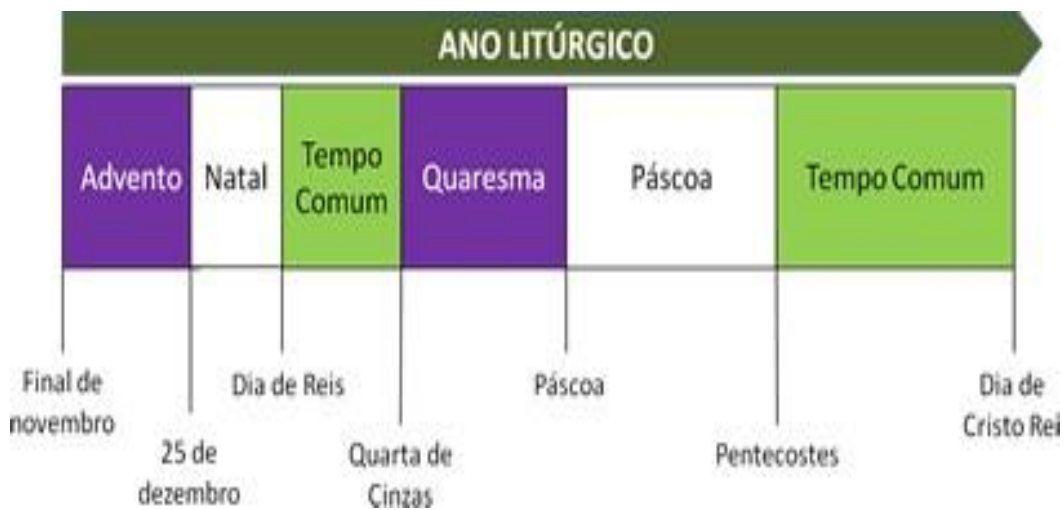 ANO LITÚRGICO
Advento
Natal
Tempo
Comum
Quaresma
Páscoa
Tempo Comum
Final de
novembro
25 de
dezembro
Dia de Reis
Quarta de
Cinzas
Páscoa
Pentecostes
Dia de
Cristo Rei